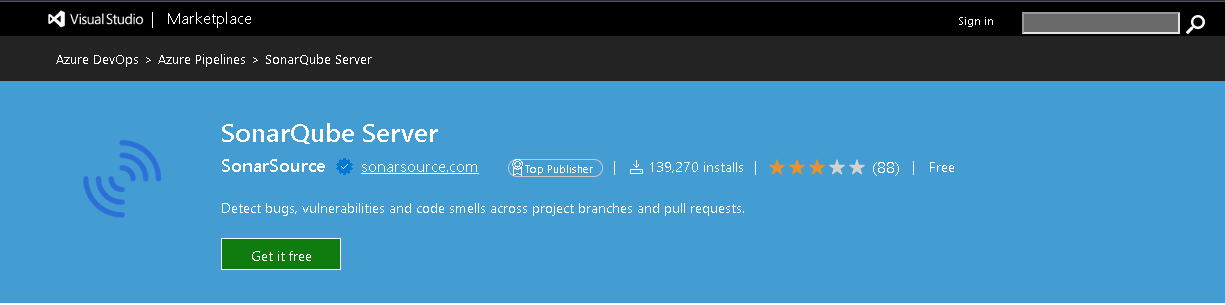 Visual Studio | Marketplace
Sign in
Azure DevOps > Azure Pipelines > SonarQube Server
SonarQube Server
SonarSource sonarsource.com Top Publisher | 139,270 installs | (88) | Free
Detect bugs, vulnerabilities and code smells across project branches and pull requests.
Get it free